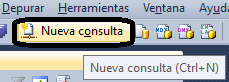 Depurar Herramientas Ventana Ayuda
Nueva consulta
Nueva consulta (Ctrl+N)